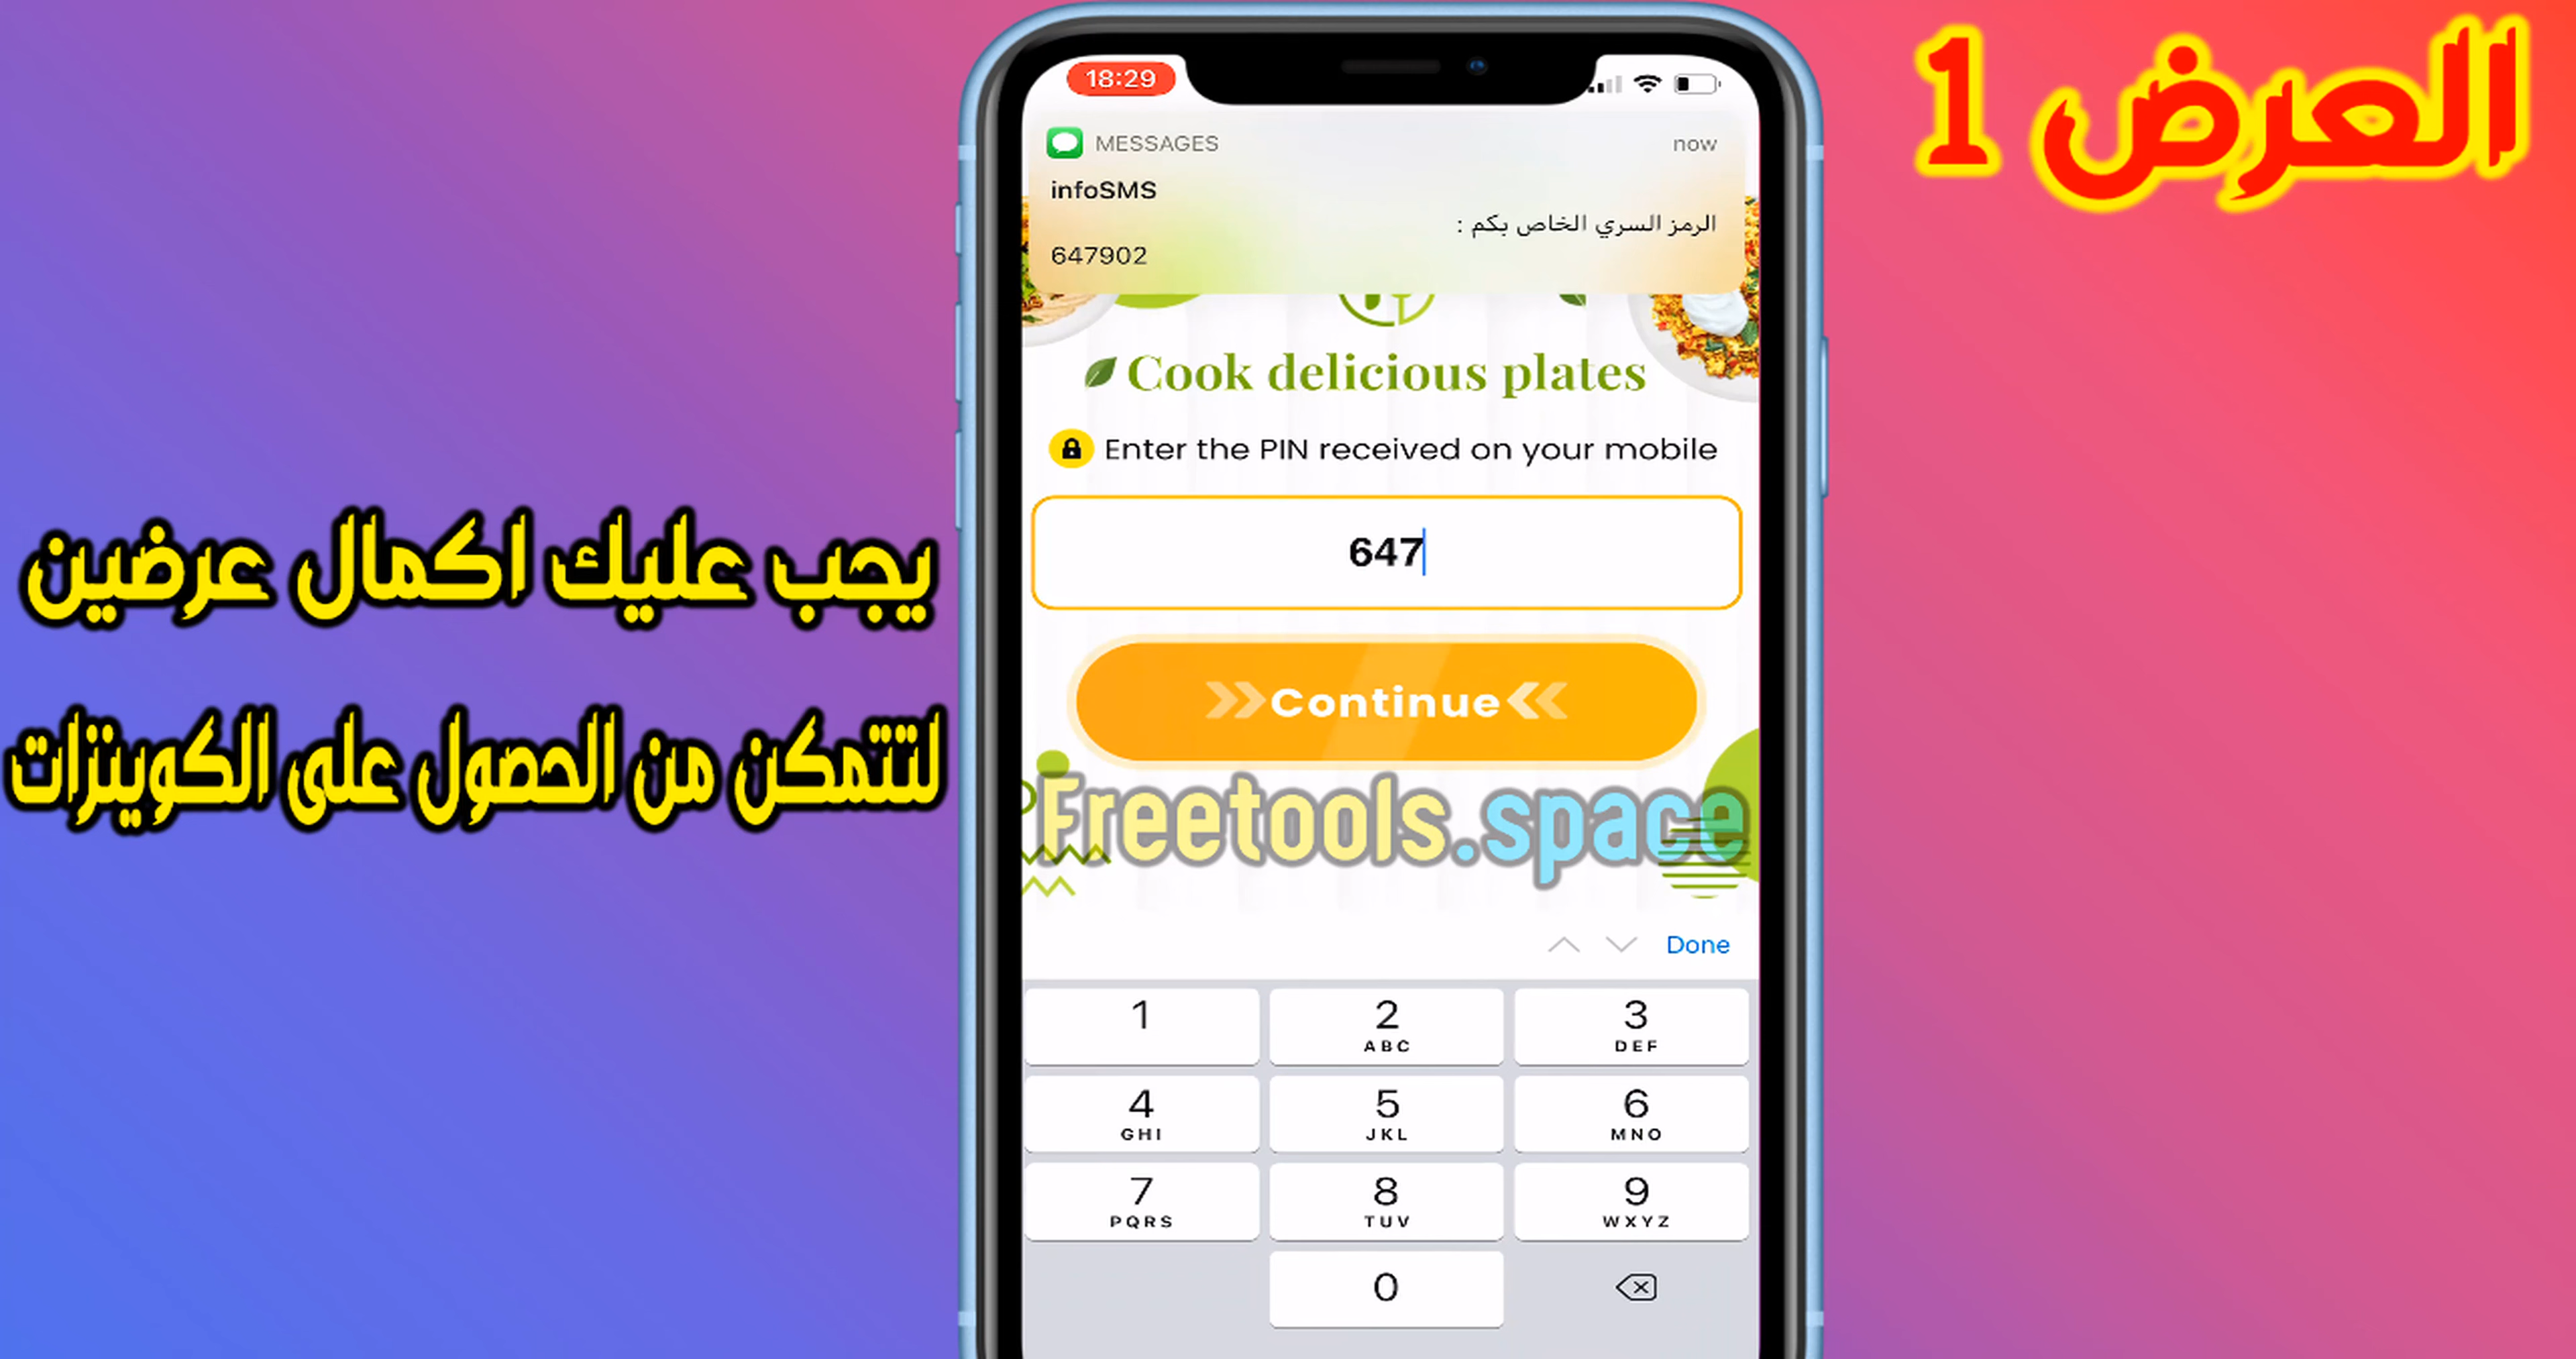 العرض 1
يجب عليك اكمال عرضين
لتتمكن من الحصول على الكوينزات
18:29
MESSAGES
now
infoSMS
الرمز السري الخاص بكم :
647902
Cook delicious plates
Enter the PIN received on your mobile
647
Continue
Freetools.space
Done
1
2
ABC
3
DEF
4
GHI
5
JKL
6
MNO
7
PQRS
8
TUV
9
WXYZ
0